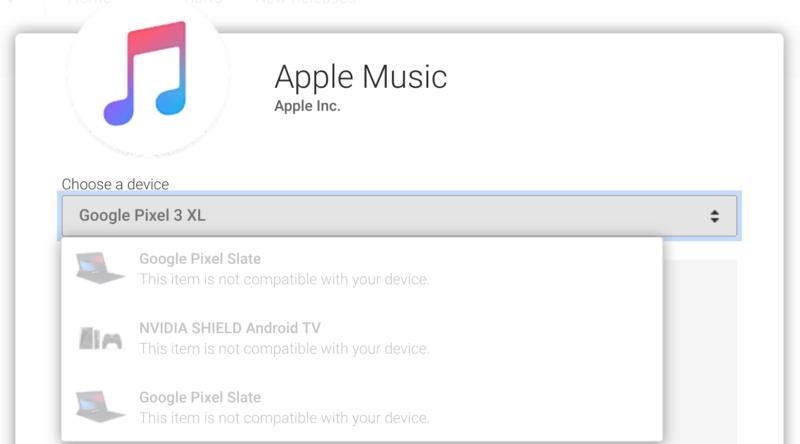 Home
New Releases
Apple Music
Apple Inc.
Choose a device
Google Pixel 3 XL
Google Pixel Slate
This item is not compatible with your device.
NVIDIA SHIELD Android TV
This item is not compatible with your device.
Google Pixel Slate
This item is not compatible with your device.